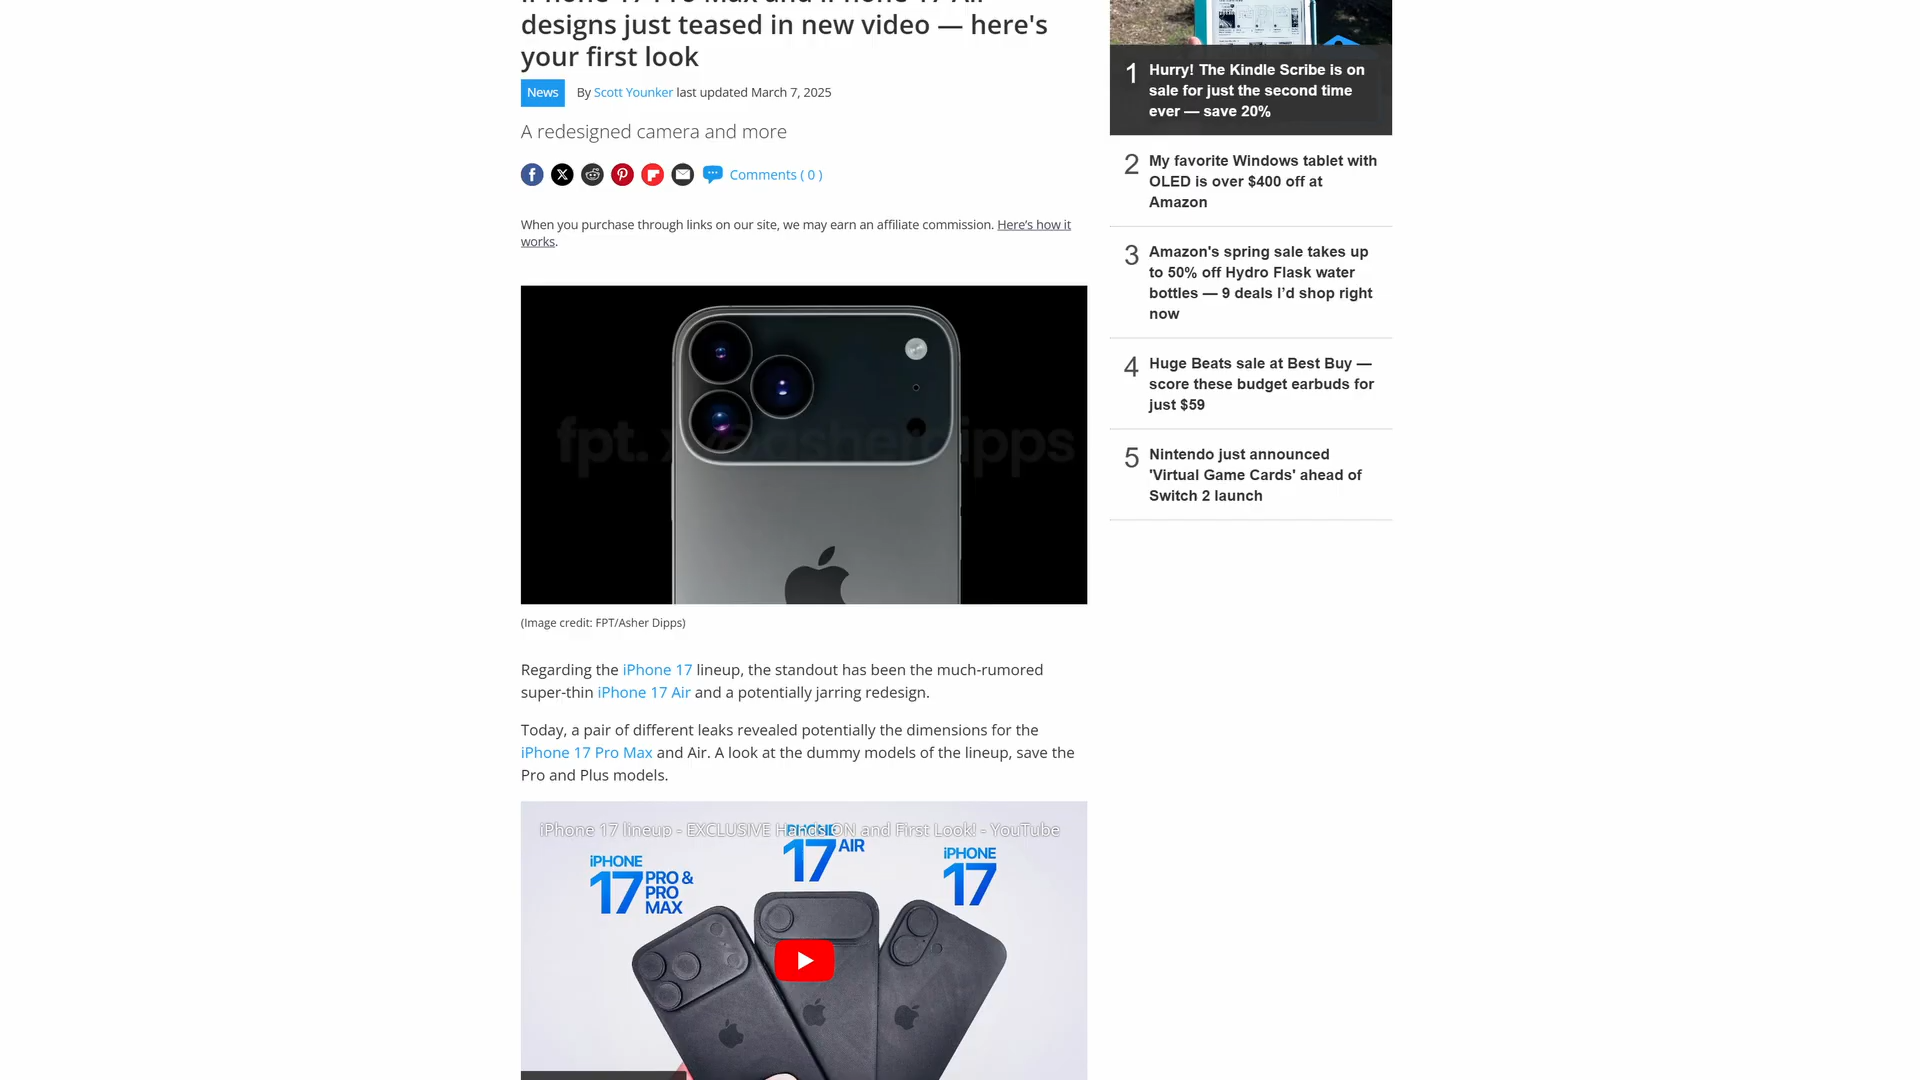 designs just teased in new video — here's
your first look
News
By Scott Younker last updated March 7, 2025
A redesigned camera and more
Comments ( 0 )
When you purchase through links on our site, we may earn an affiliate commission. Here’s how it
works.
fpt. x/@asherdipps
(Image credit: FPT/Asher Dipps)
Regarding the iPhone 17 lineup, the standout has been the much-rumored
super-thin iPhone 17 Air and a potentially jarring redesign.
Today, a pair of different leaks revealed potentially the dimensions for the
iPhone 17 Pro Max and Air. A look at the dummy models of the lineup, save the
Pro and Plus models.
iPhone 17 lineup - EXCLUSIVE Hands ON and First Look! - YouTube
iPHONE
17 PRO &
PRO
MAX
iPHONE
17 AIR
iPHONE
17
1
Hurry! The Kindle Scribe is on
sale for just the second time
ever — save 20%
2
My favorite Windows tablet with
OLED is over $400 off at
Amazon
3
Amazon's spring sale takes up
to 50% off Hydro Flask water
bottles — 9 deals I’d shop right
now
4
Huge Beats sale at Best Buy —
score these budget earbuds for
just $59
5
Nintendo just announced
'Virtual Game Cards' ahead of
Switch 2 launch